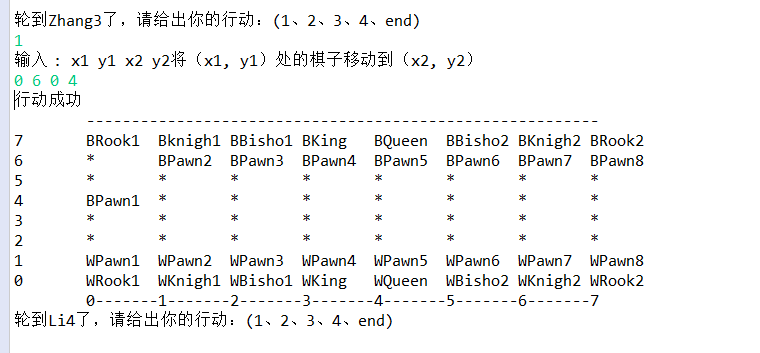 轮到Zhang3了，请给出你的行动：(1、2、3、4、end)
1
输入：x1 y1 x2 y2将（x1, y1）处的棋子移动到（x2, y2）
0 6 0 4
行动成功
---------------------------------------------------------
7 BRook1 Bknigh1 BBisho1 BKing BQueen BBisho2 BKnigh2 BRook2
6 * BPawn2 BPawn3 BPawn4 BPawn5 BPawn6 BPawn7 BPawn8
5 * * * * * * * *
4 BPawn1 * * * * * * *
3 * * * * * * * *
2 * * * * * * * *
1 WPawn1 WPawn2 WPawn3 WPawn4 WPawn5 WPawn6 WPawn7 WPawn8
0 WRook1 WKnigh1 WBisho1 WKing WQueen WBisho2 WKnigh2 WRook2
0-------1-------2-------3-------4-------5-------6-------7
轮到Li4了，请给出你的行动：(1、2、3、4、end)